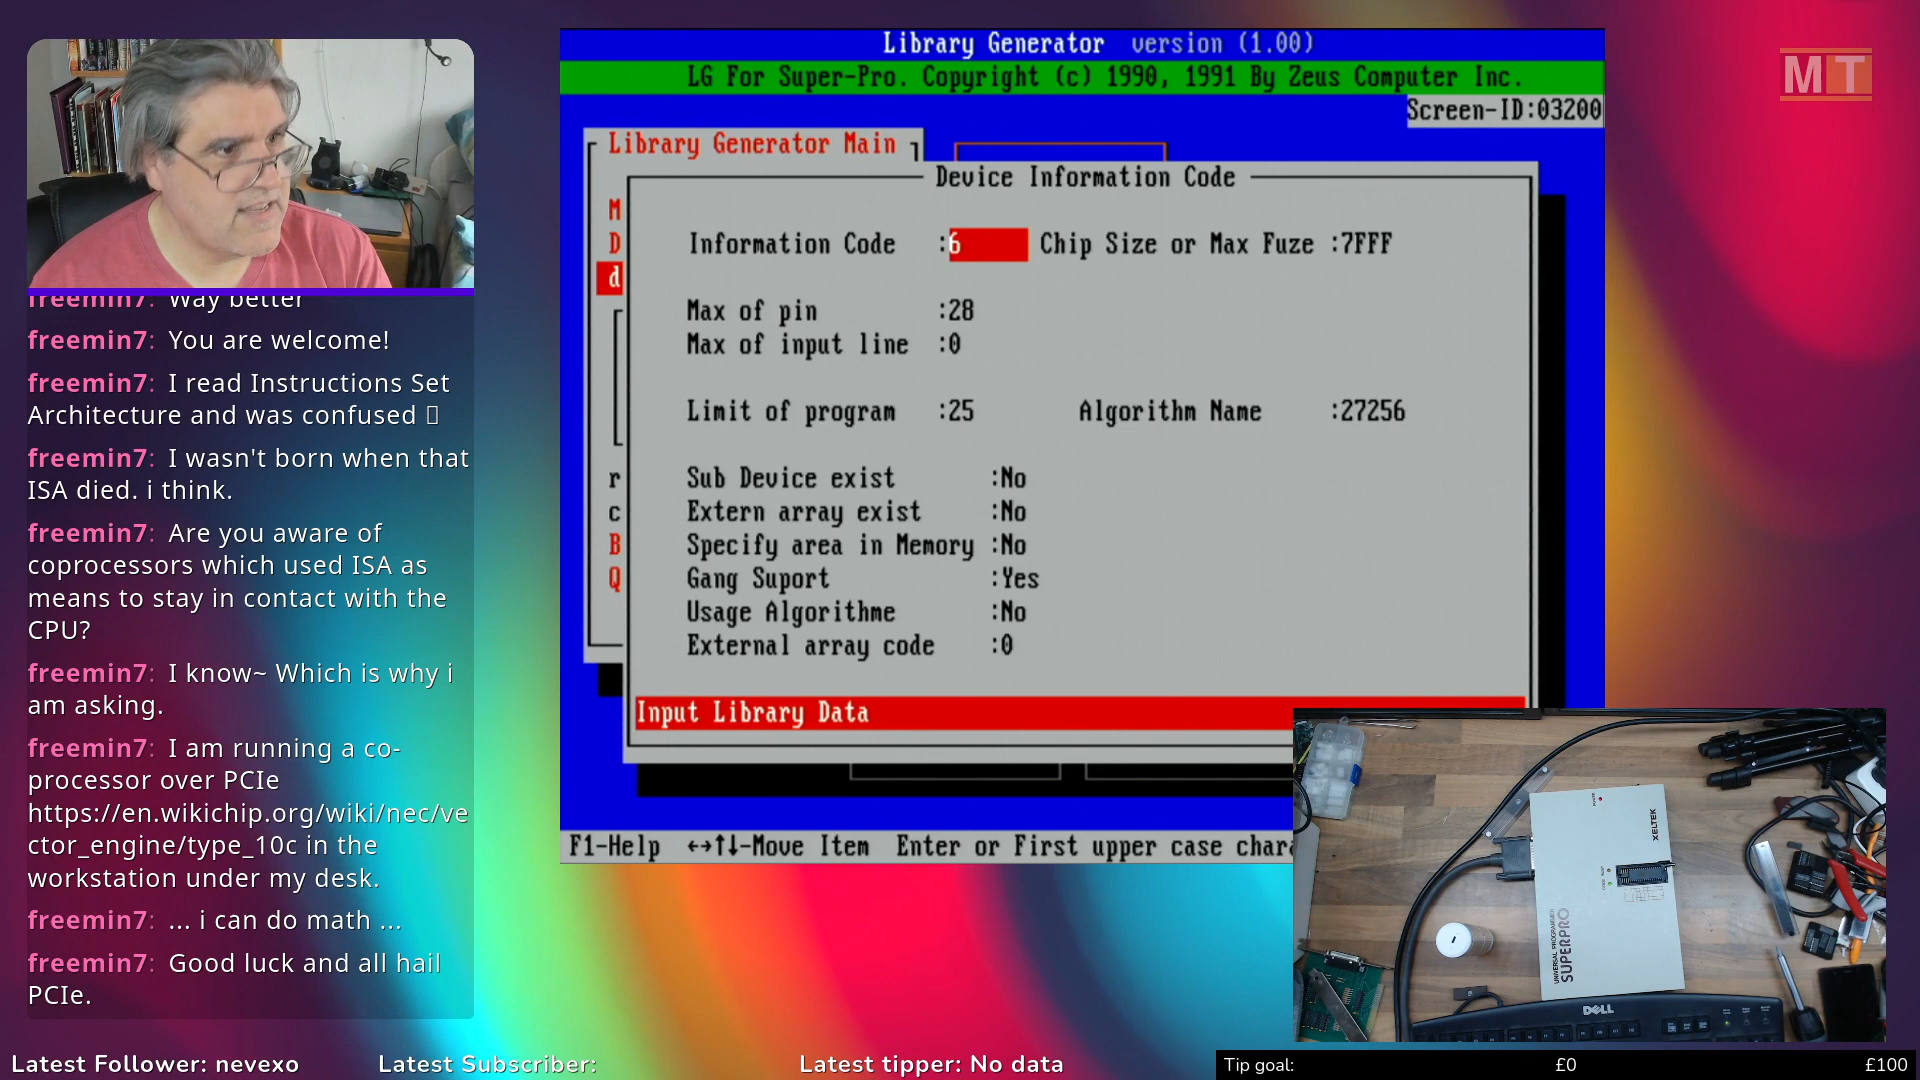 freemin7: Way better
freemin7: You are welcome!
freemin7: I read Instructions Set
Architecture and was confused
freemin7: I wasn't born when that
ISA died. i think.
freemin7: Are you aware of
coprocessors which used ISA as
means to stay in contact with the
CPU?
freemin7: I know~ Which is why i
am asking.
freemin7: I am running a co-
processor over PCIe
https://en.wikichip.org/wiki/nec/ve
ctor_engine/type_10c in the
workstation under my desk.
freemin7: ... i can do math ...
freemin7: Good luck and all hail
PCIe.
Library Generator version (1.00)
LG For Super-Pro. Copyright (c) 1990, 1991 By Zeus Computer Inc.
Screen-ID:03200
Library Generator Main
M
D
d
r
c
B
Q
Device Information Code
Information Code :6 Chip Size or Max Fuze :7FFF
Max of pin :28
Max of input line :0
Limit of program :25 Algorithm Name :27256
Sub Device exist :No
Extern array exist :No
Specify area in Memory :No
Gang Suport :Yes
Usage Algorithme :No
External array code :0
Input Library Data
F1-Help ↔↑↓-Move Item Enter or First upper case chara
MT
XELTEK
UNIVERSAL PROGRAMMER
SUPERPRO
DELL
Latest Follower: nevexo
Latest Subscriber:
Latest tipper: No data
Tip goal: £0 £100